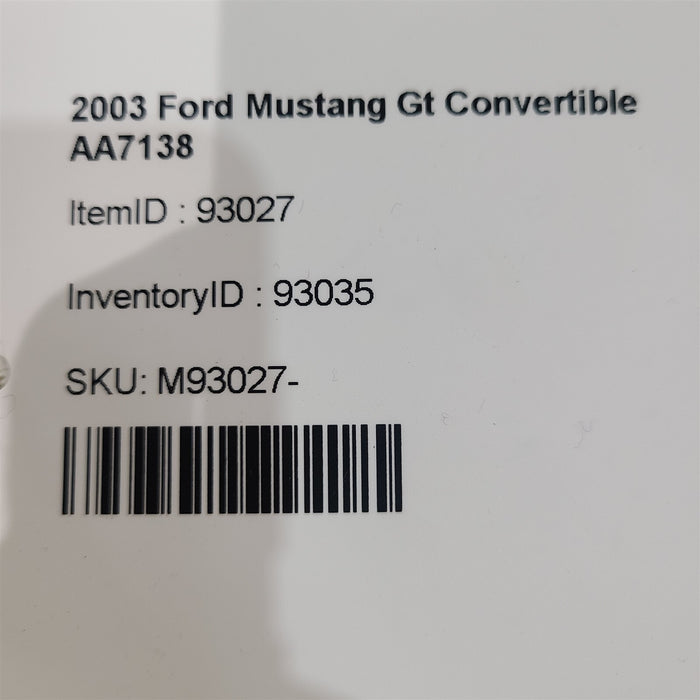 2003 Ford Mustang Gt Convertible
AA7138
ItemID : 93027
InventoryID : 93035
SKU: M93027-